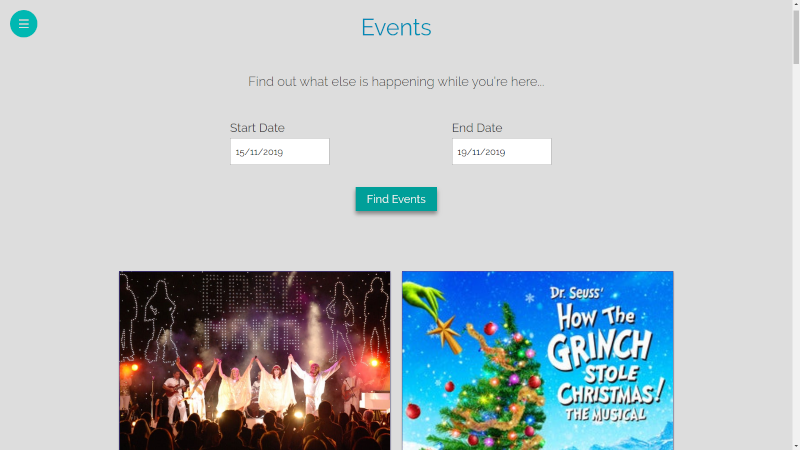 Events
Find out what else is happening while you're here...
Start Date
End Date
15/11/2019
19/11/2019
Find Events
MANIA
Dr. Seuss'
How The
GRINCH
STOLE
CHRISTMAS!
THE MUSICAL